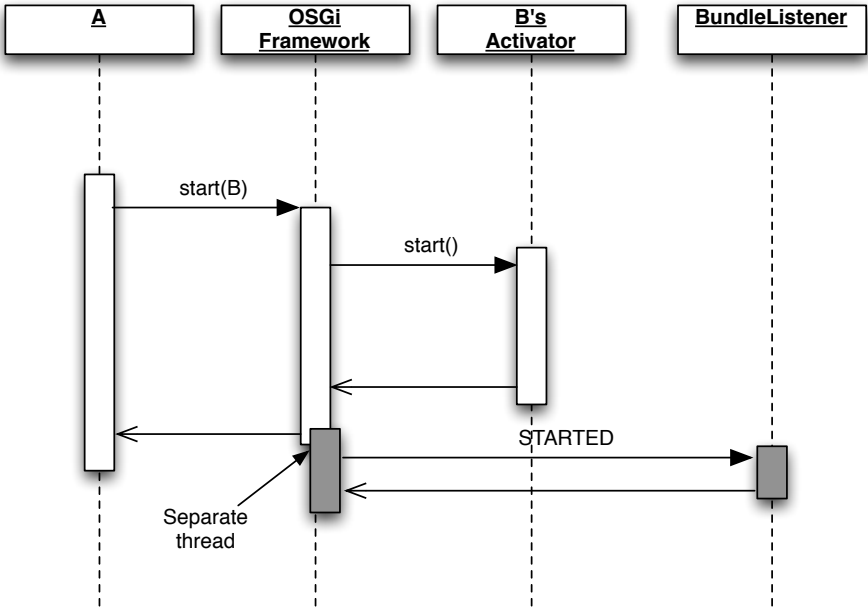 A
OSGi
Framework
B's
Activator
BundleListener
start(B)
start()
STARTED
Separate
thread